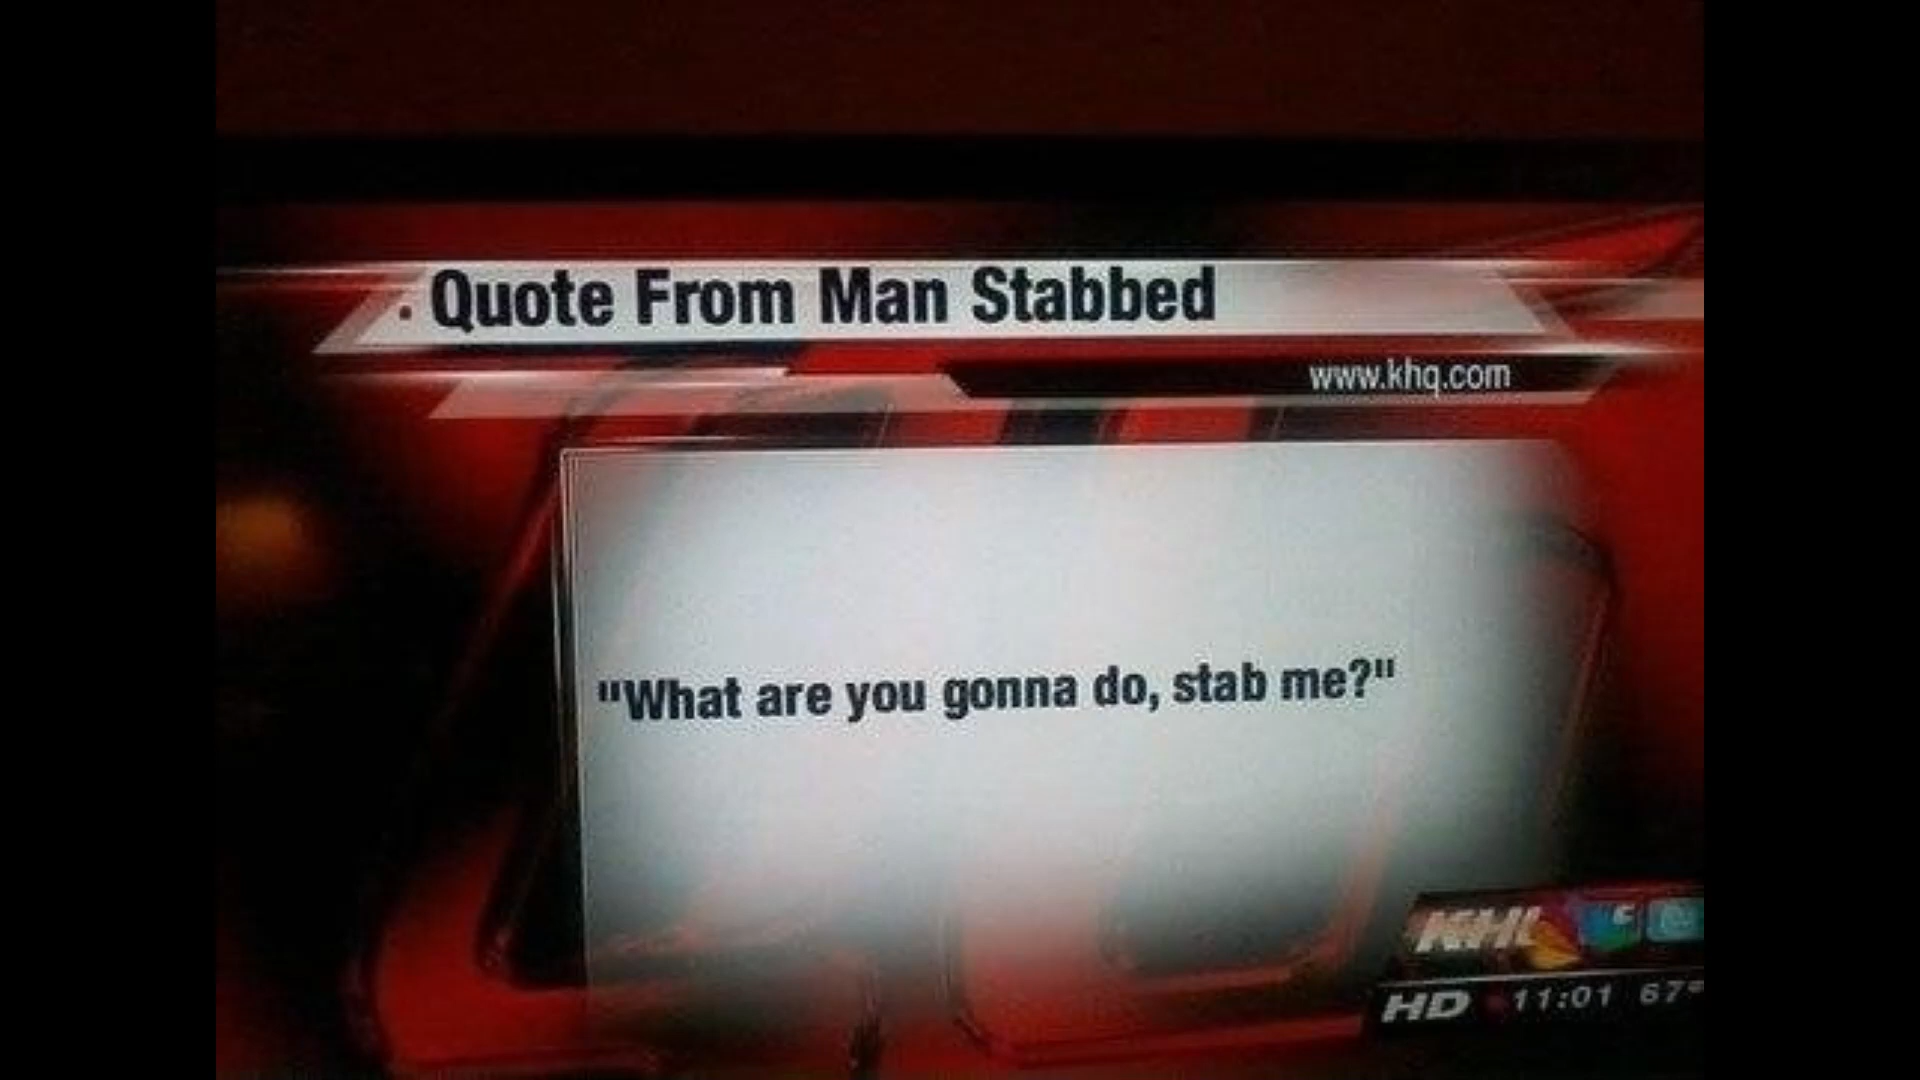 . Quote From Man Stabbed
www.khq.com
"What are you gonna do, stab me?"
HD 11:01 67°